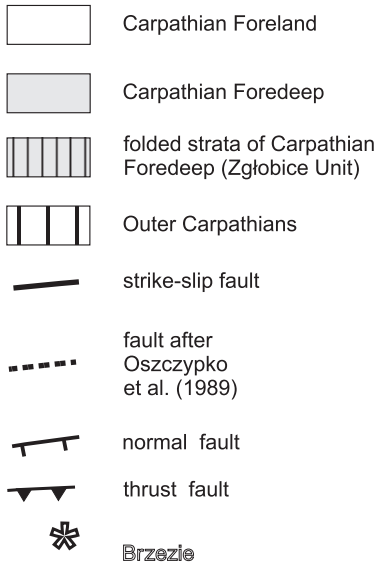 Carpathian Foreland
Carpathian Foredeep
folded strata of Carpathian
Foredeep (Zgłobice Unit)
Outer Carpathians
strike-slip fault
fault after
Oszczypko
et al. (1989)
normal fault
thrust fault
Brzezie